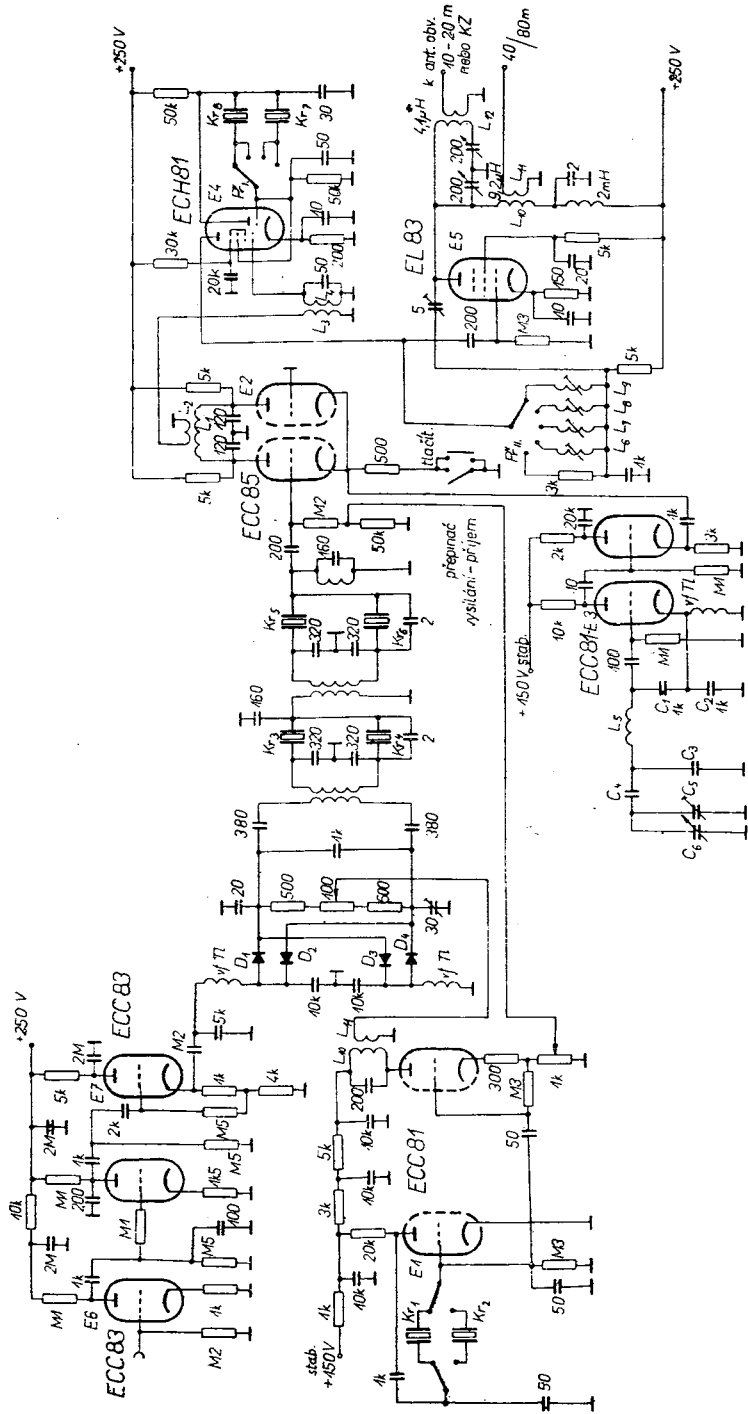 +250 V
10k
5k
2M
2M
2M
M1
M1
200
1k
1k
E6
ECC83
M2
1k
M5
100
M1
1k5
M5
M5
2k
E7
ECC83
M2
1k
4k
5k
vf Tl
10k
10k
vf Tl
D1
D2
D3
D4
20
500
100
500
30
380
1k
380
Kr3
Kr4
160
320
320
2
Kr5
Kr6
320
320
2
160
200
M2
50k
přepínač
vysílání - příjem
ECC85
E2
5k
5k
120
120
L1
L2
500
tlačít.
+250 V
30k
50k
ECH81
E4
20k
Kr8
Kr7
30
Př I.
50
50k
10
200
50
L4
L3
stab.
+150V
1k
10k
3k
10k
5k
10k
20k
ECC81
E1
Kr1
Kr2
1k
50
50
M3
50
M3
300
1k
200
L10
L11
+150 V stab.
10k
2k
20k
10
ECC81-E3
100
M1
vf Tl
M1
3k
1k
L5
C1
1k
C2
1k
C3
C4
C5
C6
EL 83
E5
5
200
M3
10
150
20
5k
Př II.
3k
1k
L6
L7
L8
L9
5k
200
200
4,1µH
9,2µH
L12
L10
L11
2
2mH
k ant. obv.
10-20 m
nebo KZ
40
/80m
+250 V